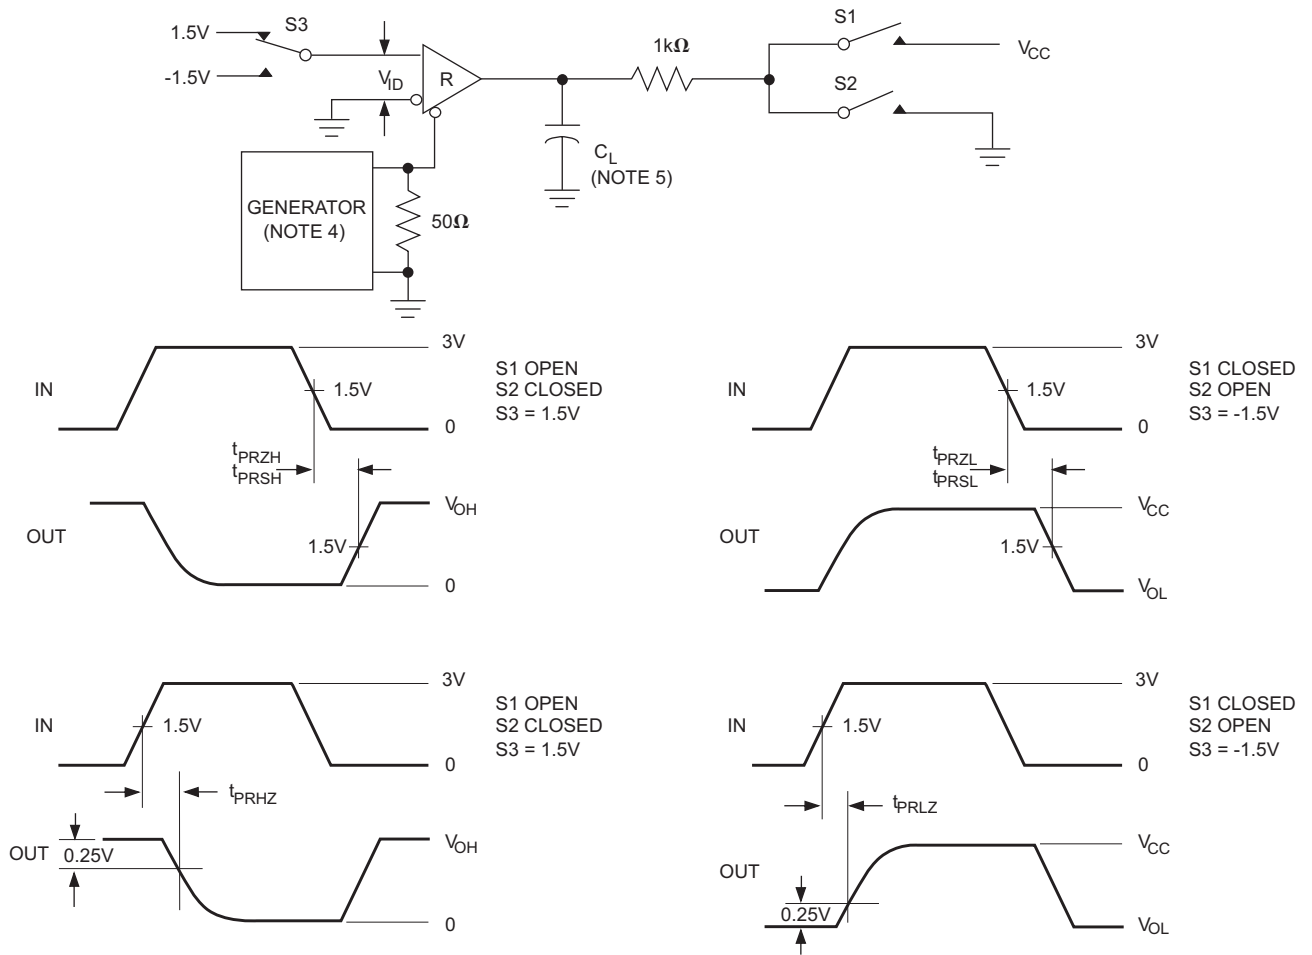 S3
1.5V
-1.5V
V_ID
R
1kΩ
S1
V_CC
S2
C_L
(NOTE 5)
GENERATOR
(NOTE 4)
50Ω
IN
3V
1.5V
0
S1 OPEN
S2 CLOSED
S3 = 1.5V
t_PRZH
t_PRSH
OUT
V_OH
1.5V
0
IN
3V
1.5V
0
S1 CLOSED
S2 OPEN
S3 = -1.5V
t_PRZL
t_PRSL
OUT
V_CC
1.5V
V_OL
IN
3V
1.5V
0
S1 OPEN
S2 CLOSED
S3 = 1.5V
t_PRHZ
OUT
0.25V
V_OH
0
IN
3V
1.5V
0
S1 CLOSED
S2 OPEN
S3 = -1.5V
t_PRLZ
OUT
0.25V
V_CC
V_OL